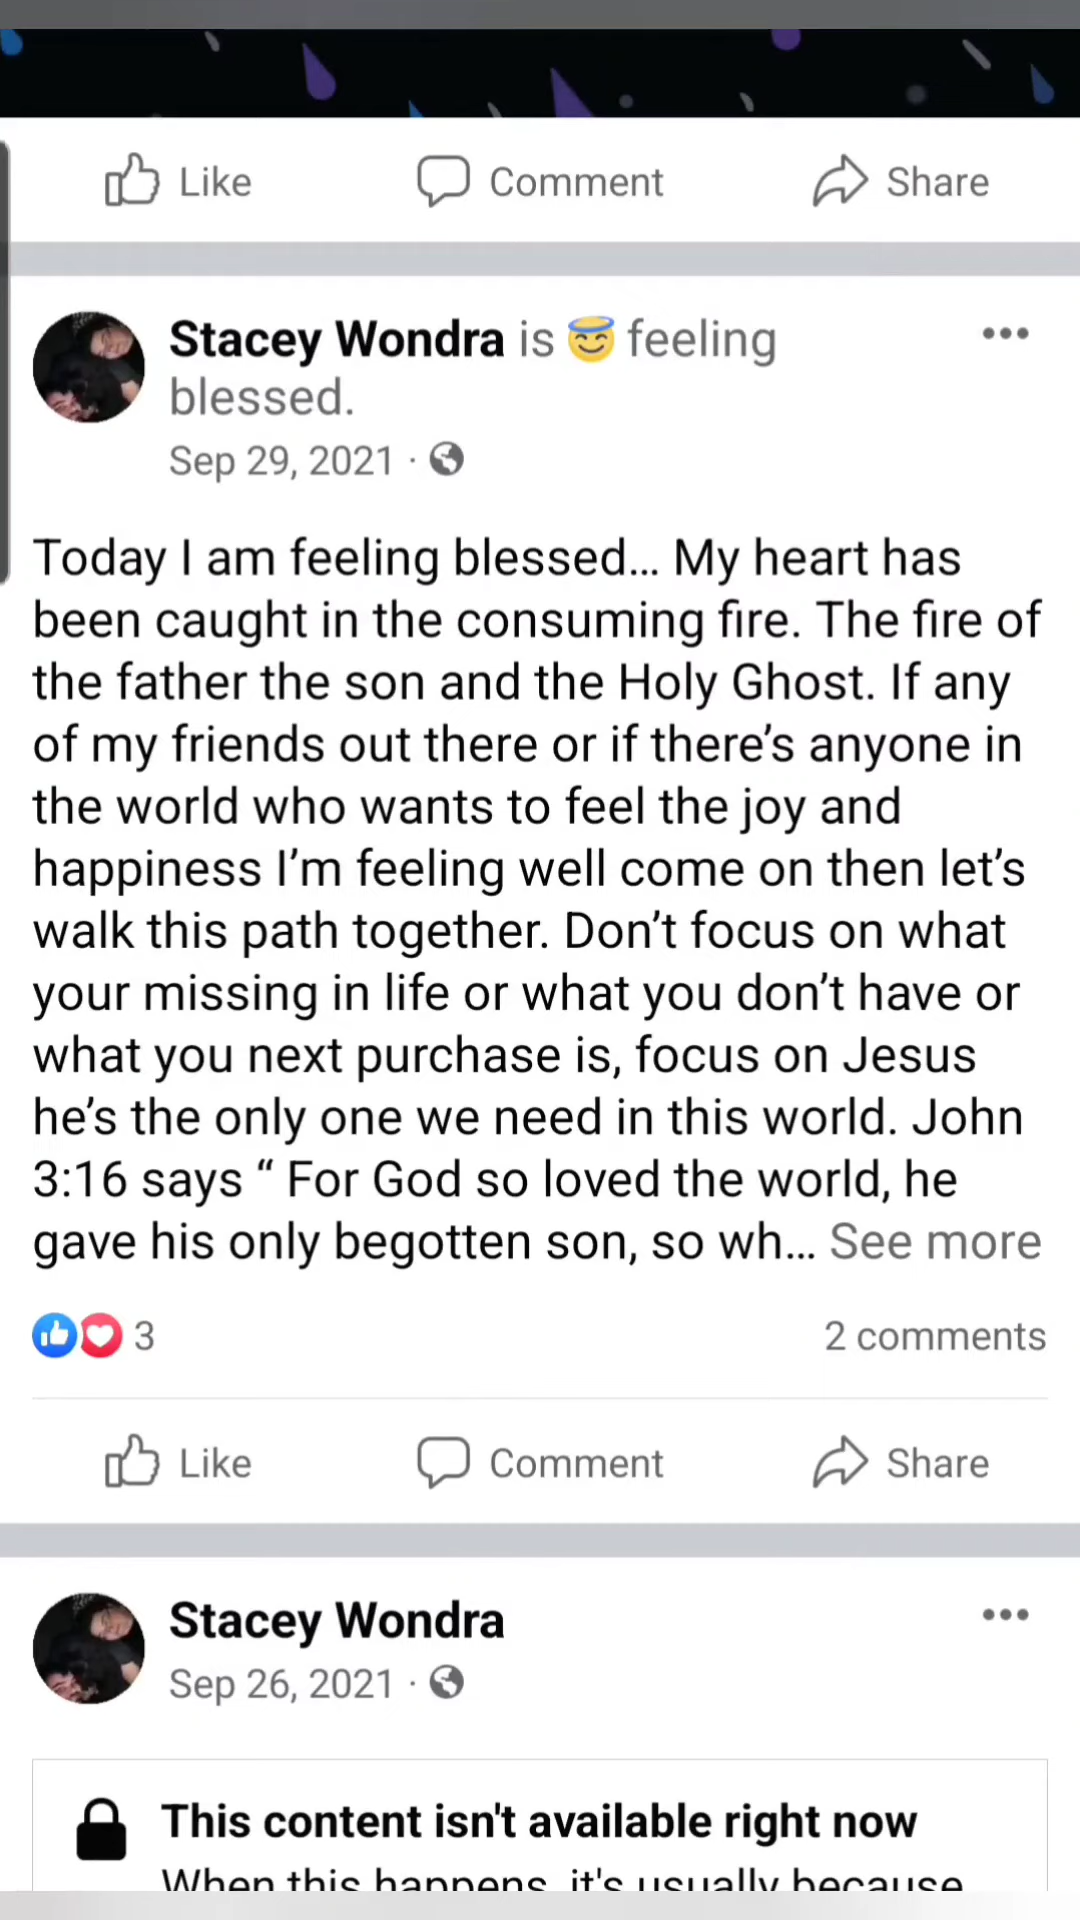 Like Comment Share
Stacey Wondra is 😇 feeling
blessed.
Sep 29, 2021 ·
Today I am feeling blessed... My heart has
been caught in the consuming fire. The fire of
the father the son and the Holy Ghost. If any
of my friends out there or if there's anyone in
the world who wants to feel the joy and
happiness I'm feeling well come on then let's
walk this path together. Don't focus on what
your missing in life or what you don't have or
what you next purchase is, focus on Jesus
he's the only one we need in this world. John
3:16 says “ For God so loved the world, he
gave his only begotten son, so wh... See more
3 2 comments
Like Comment Share
Stacey Wondra
Sep 26, 2021 ·
This content isn't available right now
When this happens, it's usually because